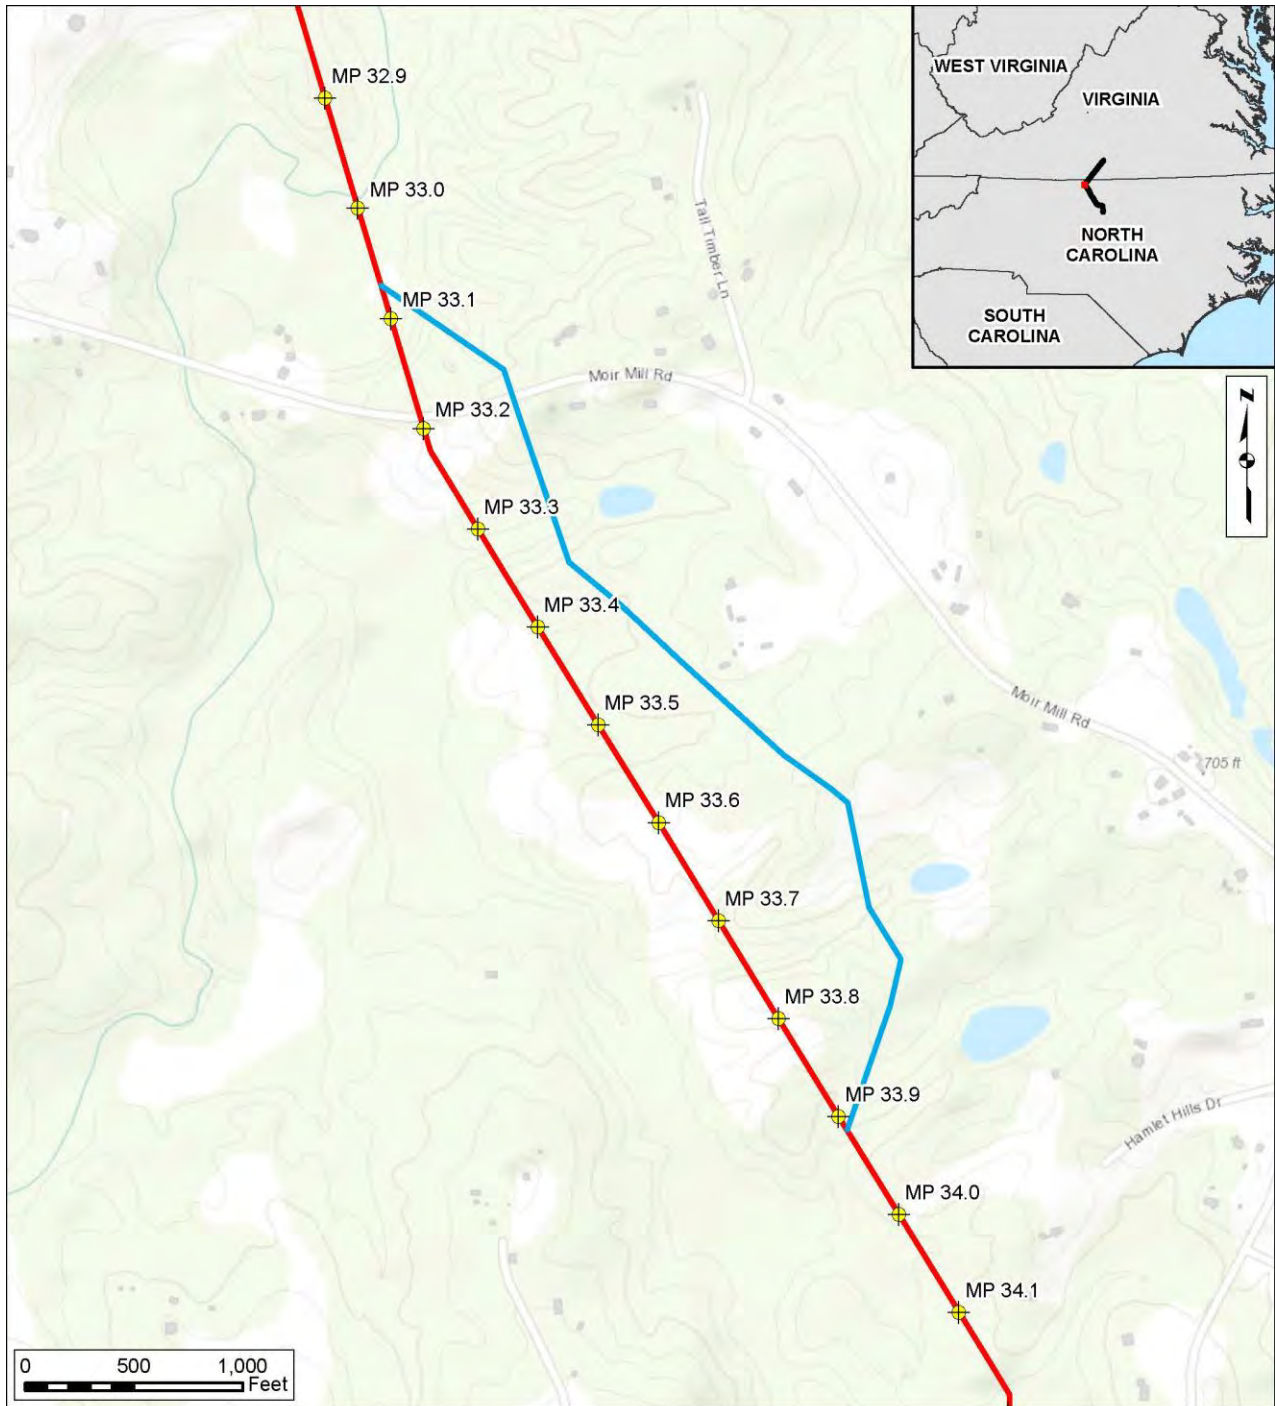 MP 32.9
WEST VIRGINIA
VIRGINIA
MP 33.0
Tall Timber Ln
NORTH
CAROLINA
MP 33.1
SOUTH
CAROLINA
Moir Mill Rd
N
MP 33.2
MP 33.3
MP 33.4
MP 33.5
Moir Mill Rd
705 ft
MP 33.6
MP 33.7
MP 33.8
MP 33.9
Hamlet Hills Dr
MP 34.0
MP 34.1
0 500 1,000
Feet